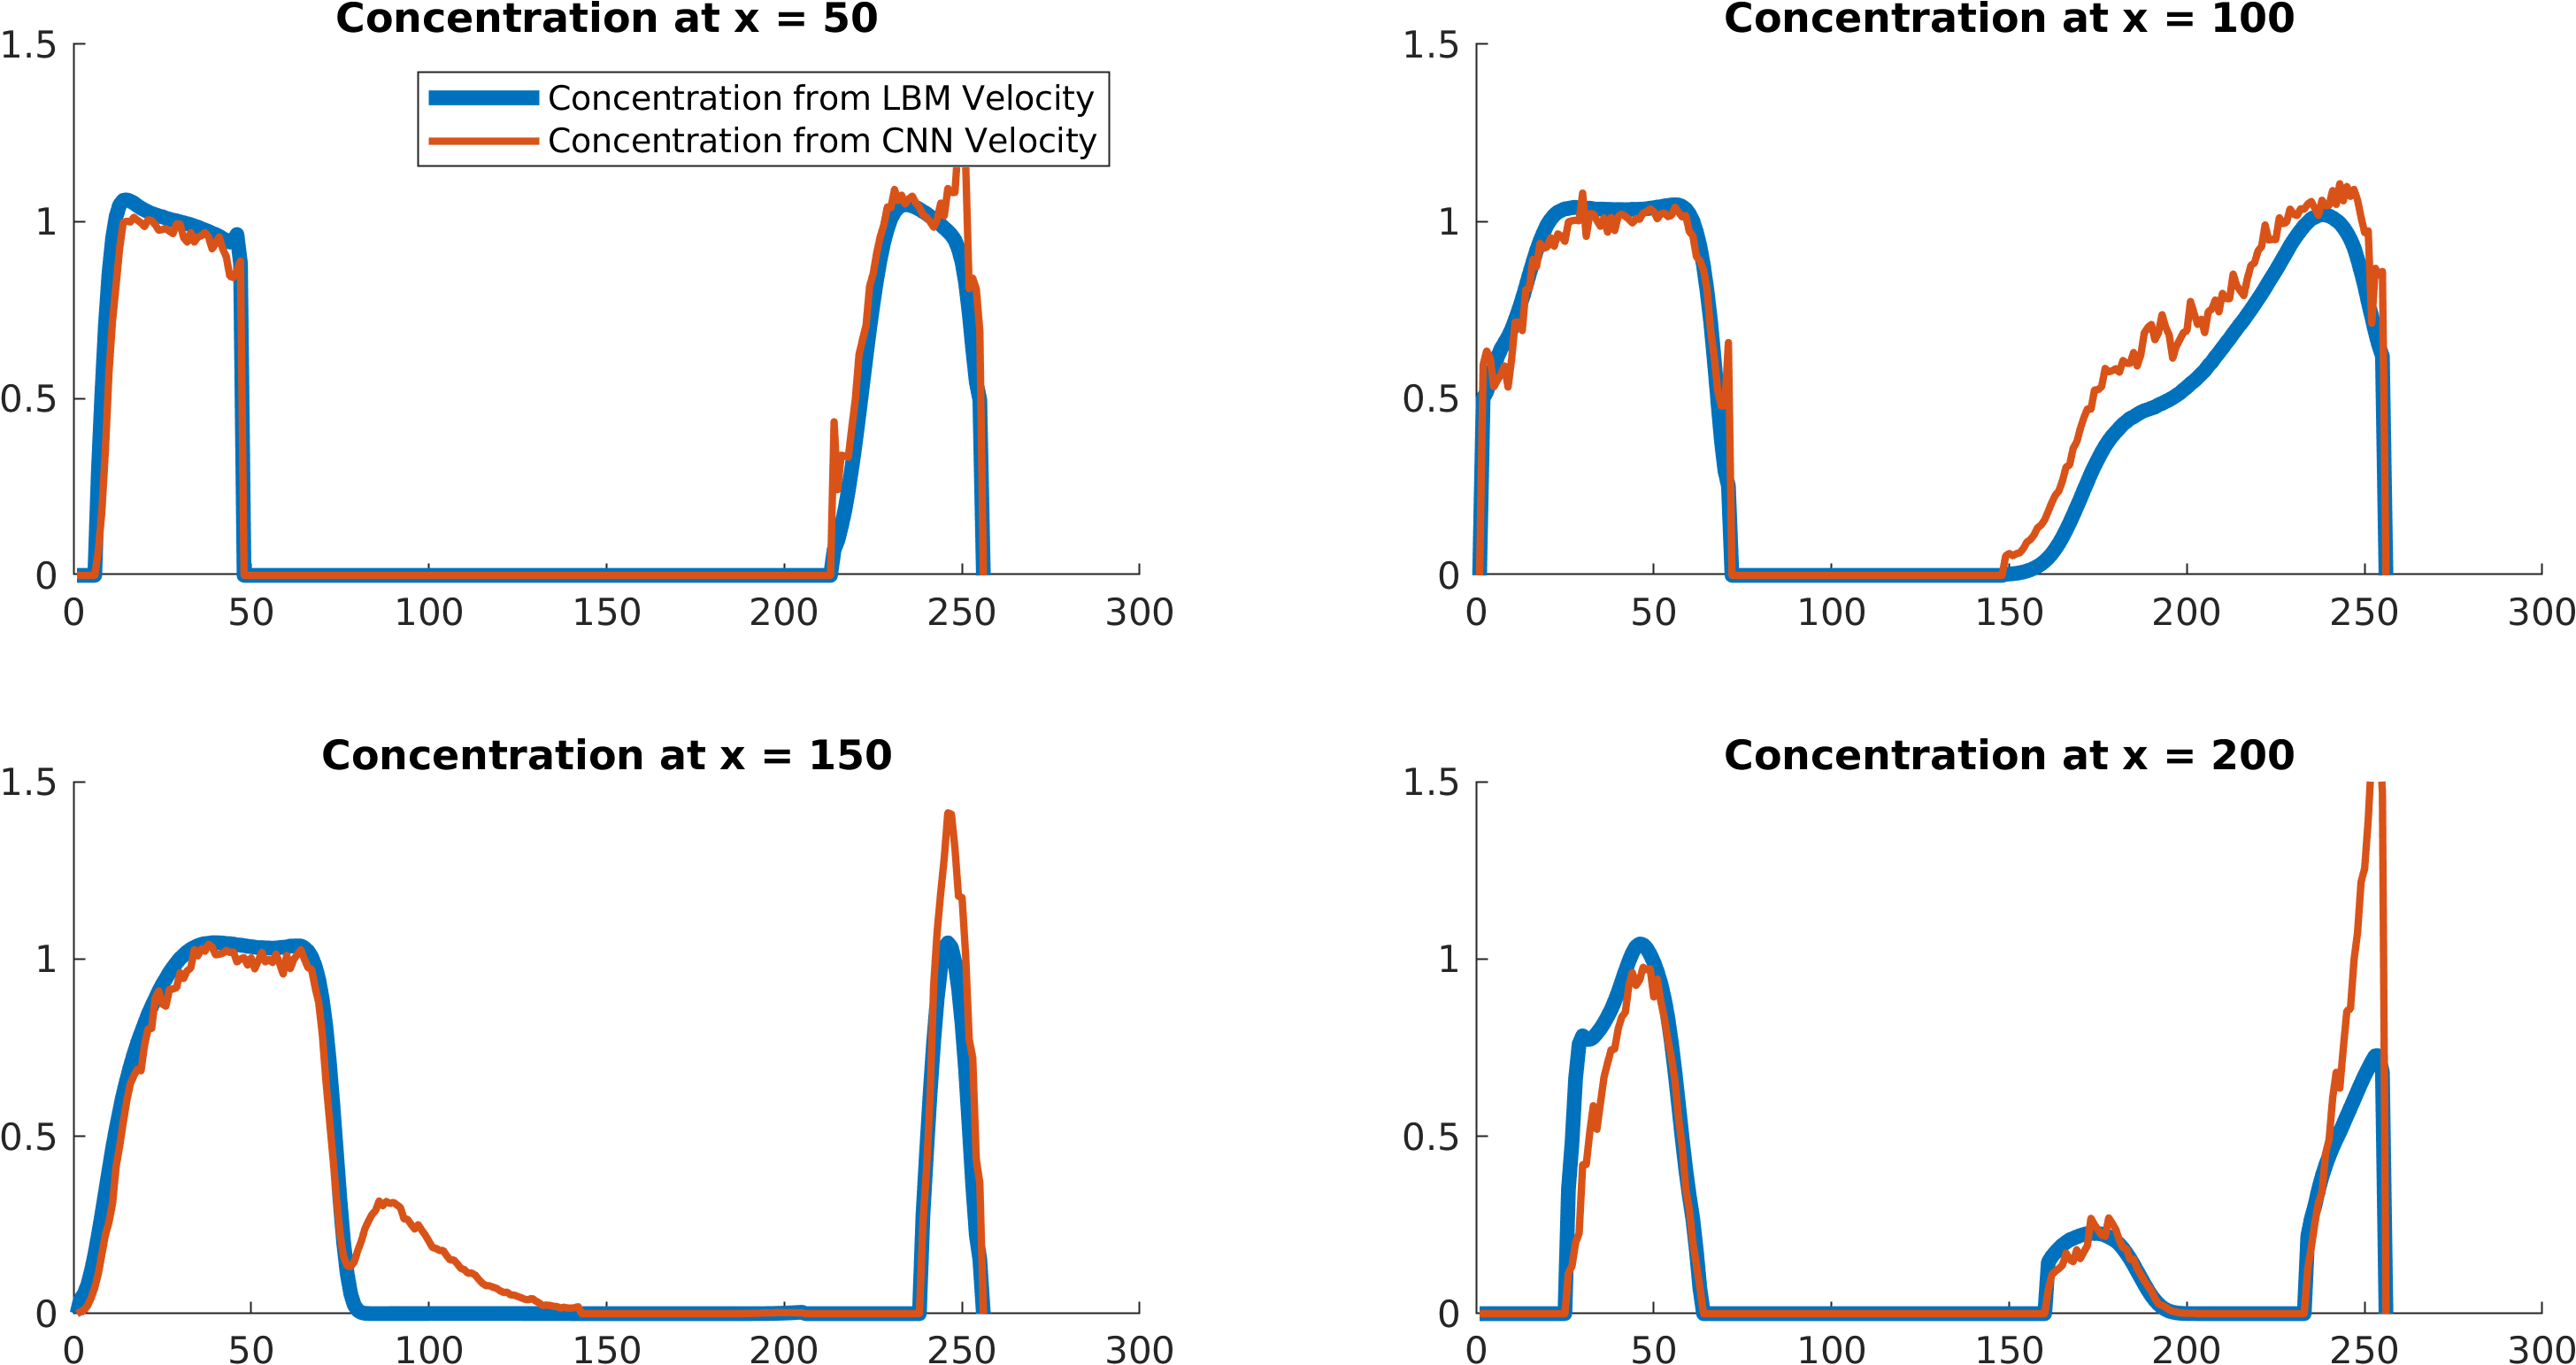 Concentration at x = 50
1.5
1
0.5
0
0 50 100 150 200 250 300
Concentration from LBM Velocity
Concentration from CNN Velocity
Concentration at x = 100
1.5
1
0.5
0
0 50 100 150 200 250 300
Concentration at x = 150
1.5
1
0.5
0
0 50 100 150 200 250 300
Concentration at x = 200
1.5
1
0.5
0
0 50 100 150 200 250 300